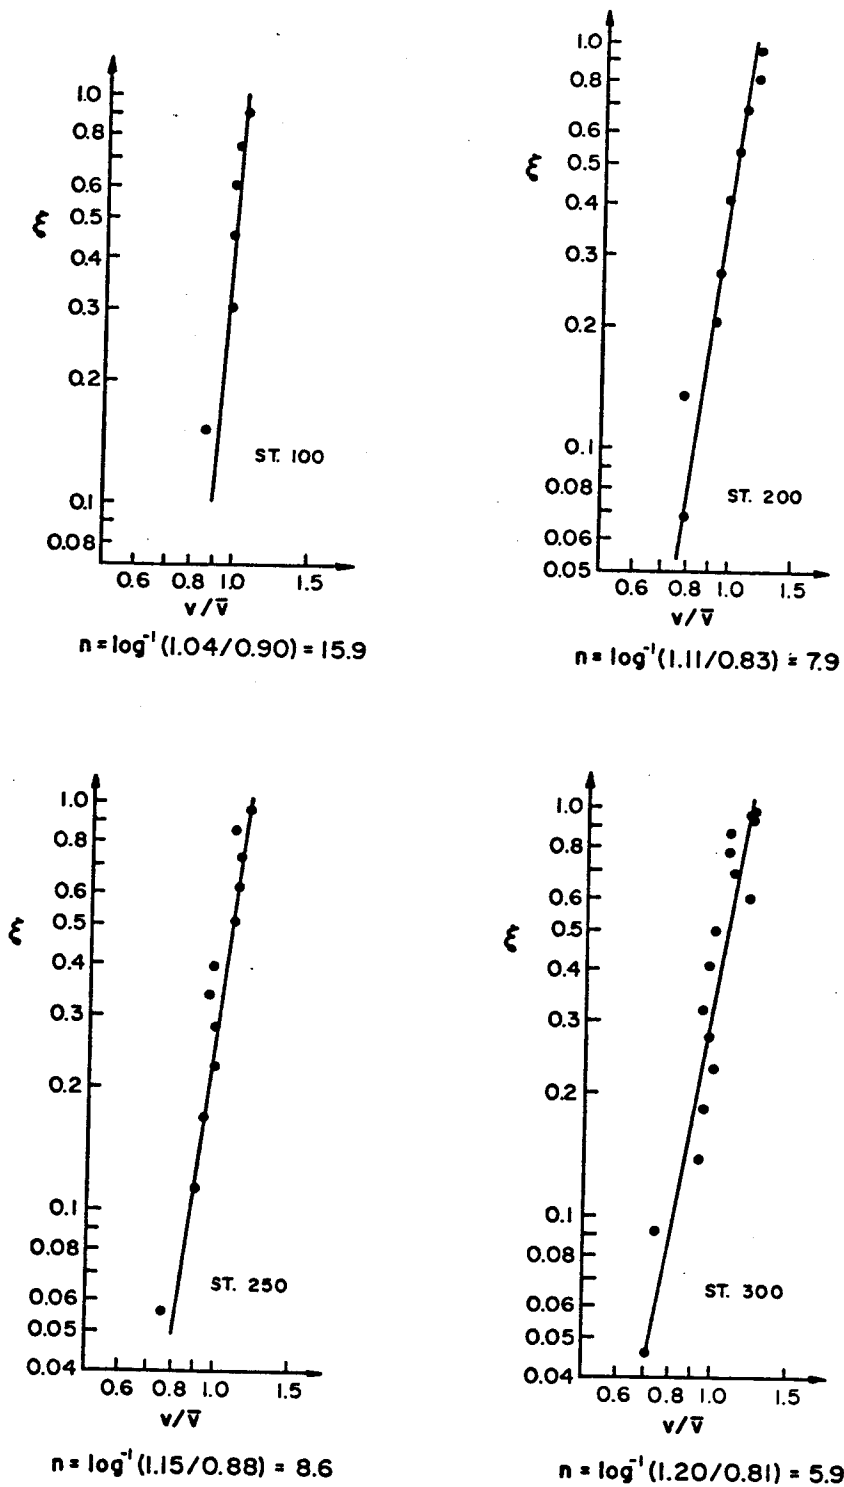 1.0
0.8
0.6
0.5
0.4
0.3
0.2
0.1
0.08
ξ
ST. 100
0.6 0.8 1.0 1.5
v/v̅
n = log⁻¹ (1.04/0.90) = 15.9
1.0
0.8
0.6
0.5
0.4
0.3
0.2
0.1
0.08
0.06
0.05
ξ
ST. 200
0.6 0.8 1.0 1.5
v/v̅
n = log⁻¹ (1.11/0.83) = 7.9
1.0
0.8
0.6
0.5
0.4
0.3
0.2
0.1
0.08
0.06
0.05
0.04
ξ
ST. 250
0.6 0.8 1.0 1.5
v/v̅
n = log⁻¹ (1.15/0.88) = 8.6
1.0
0.8
0.6
0.5
0.4
0.3
0.2
0.1
0.08
0.06
0.05
0.04
ξ
ST. 300
0.6 0.8 1.0 1.5
v/v̅
n = log⁻¹ (1.20/0.81) = 5.9